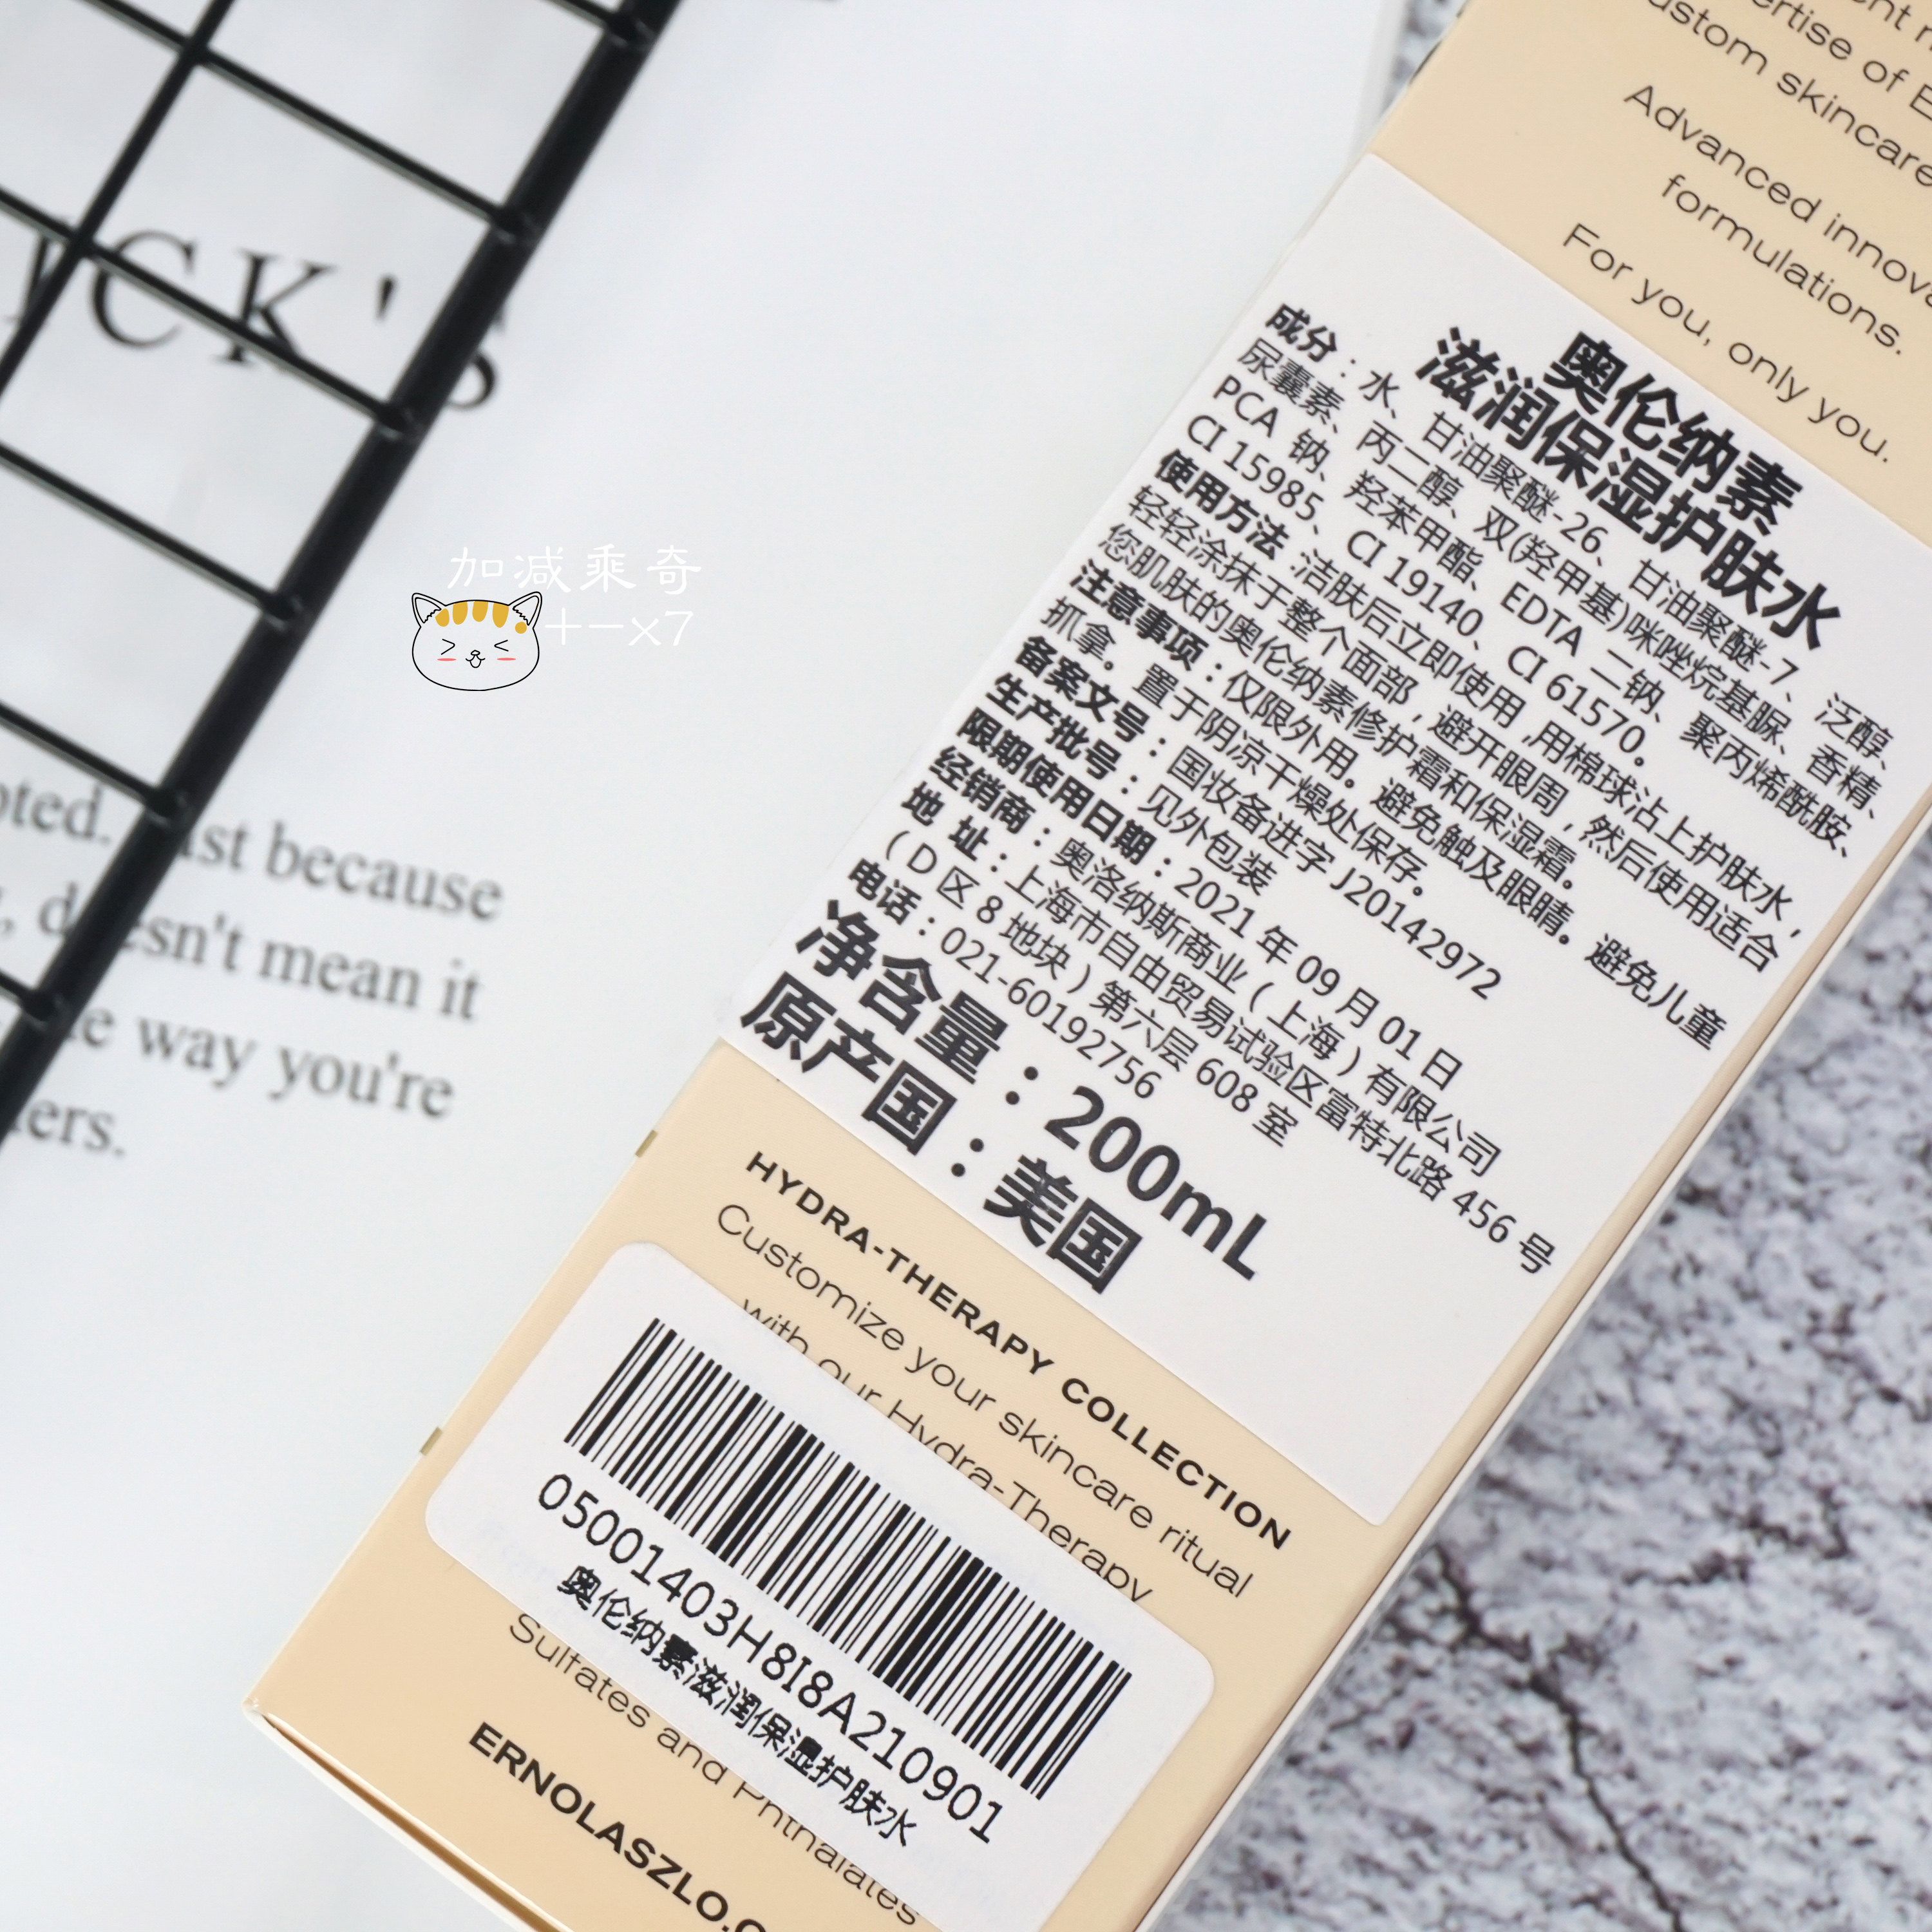 ICK'S
because
doesn't mean it
way you're
加减乘奇
+-×7
Advanced
formulations.
For you, only you.
奥伦纳素
滋润保湿护肤水
成分：水、甘油聚醚-26、甘油聚醚-7、泛醇、
尿囊素、丙二醇、双(羟甲基)咪唑烷基脲、香精、
PCA 钠、羟苯甲酯、EDTA 二钠、聚丙烯酰胺、
CI 15985、CI 19140、CI 61570。
使用方法:洁肤后立即使用,用棉球沾上护肤水，
轻轻涂抹于整个面部，避开眼周，然后使用适合
您肌肤的奥伦纳素修护霜和保湿霜。
注意事项：仅限外用。避免触及眼睛。避免儿童
抓拿。置于阴凉干燥处保存。
备案文号：国妆备进字 J20142972
生产批号：见外包装
限期使用日期：2021 年 09 月 01 日
经销商：奥洛纳斯商业（上海）有限公司
地 址：上海市自由贸易试验区富特北路 456 号
（D 区 8 地块）第六层 608 室
电话：021-60192756
净含量：200mL
原产国：美国
HYDRA-THERAPY COLLECTION
Customize your skincare ritual
with our Hydra-Therapy
05001403H8I8A210901
奥伦纳素滋润保湿护肤水
Sulfates and Phthalates
ERNOLASZLO.